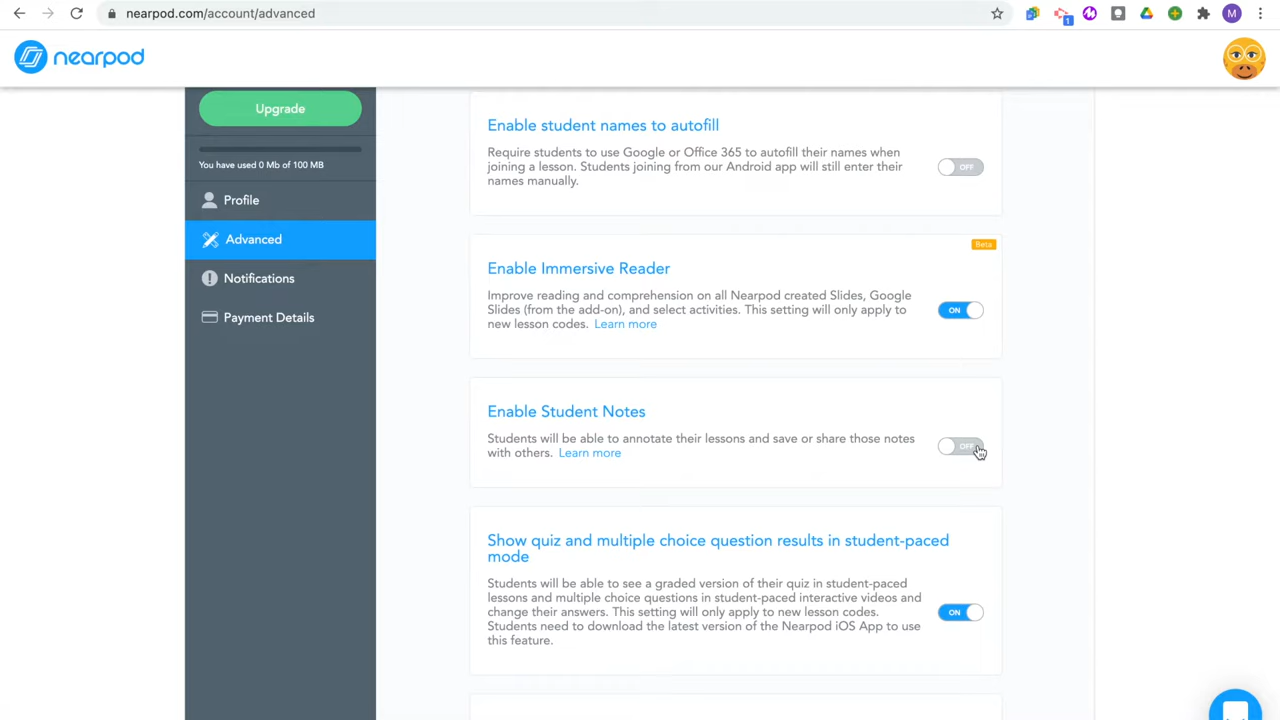 nearpod.com/account/advanced
1
M
nearpod
Upgrade
You have used 0 Mb of 100 MB
Profile
Advanced
Notifications
Payment Details
Enable student names to autofill
Require students to use Google or Office 365 to autofill their names when
joining a lesson. Students joining from our Android app will still enter their
names manually.
OFF
Beta
Enable Immersive Reader
Improve reading and comprehension on all Nearpod created Slides, Google
Slides (from the add-on), and select activities. This setting will only apply to
new lesson codes. Learn more
ON
Enable Student Notes
Students will be able to annotate their lessons and save or share those notes
with others. Learn more
OFF
Show quiz and multiple choice question results in student-paced
mode
Students will be able to see a graded version of their quiz in student-paced
lessons and multiple choice questions in student-paced interactive videos and
change their answers. This setting will only apply to new lesson codes.
Students need to download the latest version of the Nearpod iOS App to use
this feature.
ON